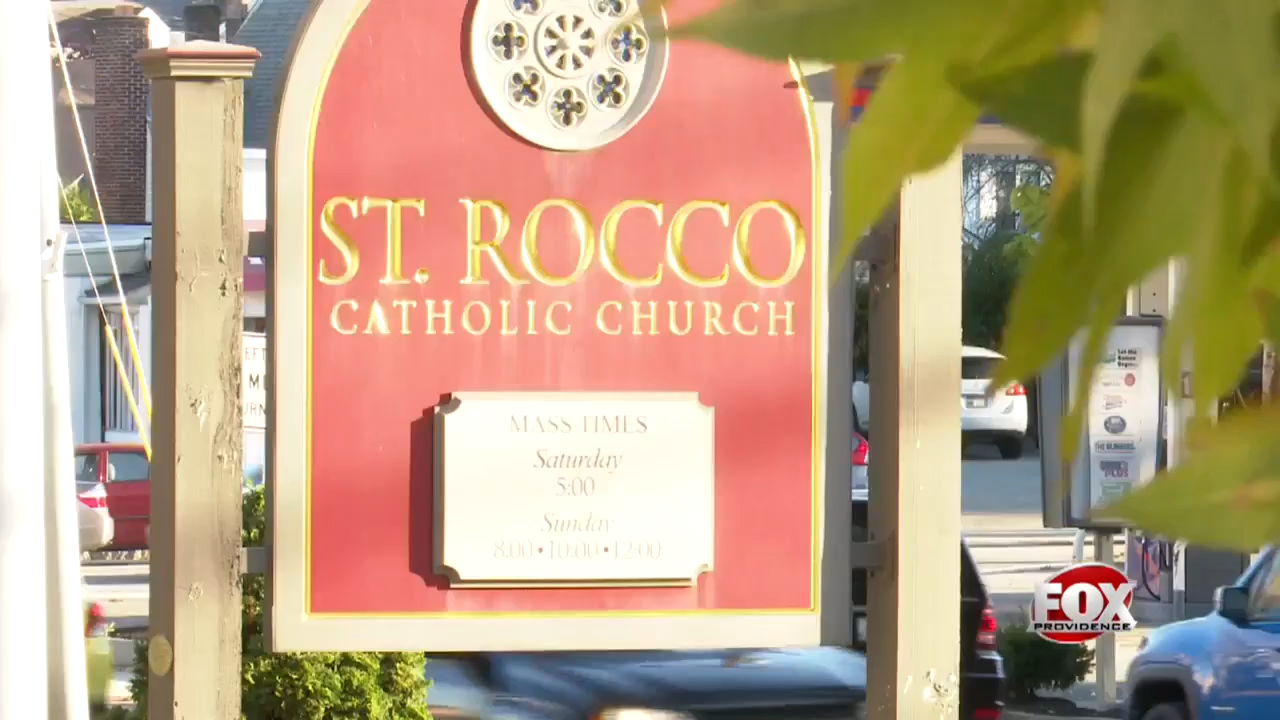 ST. ROCCO
CATHOLIC CHURCH
MASS TIMES
Saturday
5:00
Sunday
8:00 • 10:00 • 12:00
FOX
PROVIDENCE